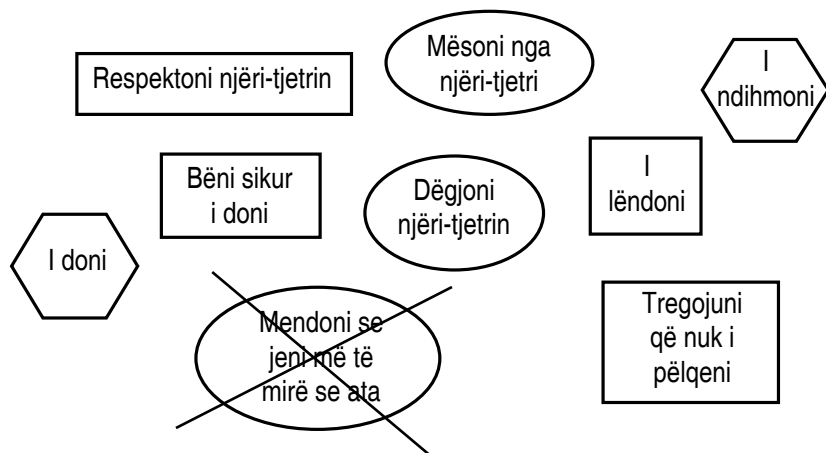 Respektoni njëri-tjetrin
Mësoni nga
njëri-tjetri
I
ndihmoni
Bëni sikur
i doni
Dëgjoni
njëri-tjetrin
I
lëndoni
I doni
Mendoni se
jeni më të
mirë se ata
Tregojuni
që nuk i
pëlqeni